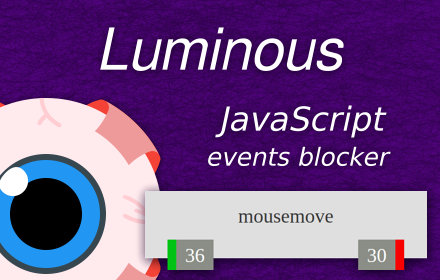 Luminous
JavaScript
events blocker
mousemove
36
30